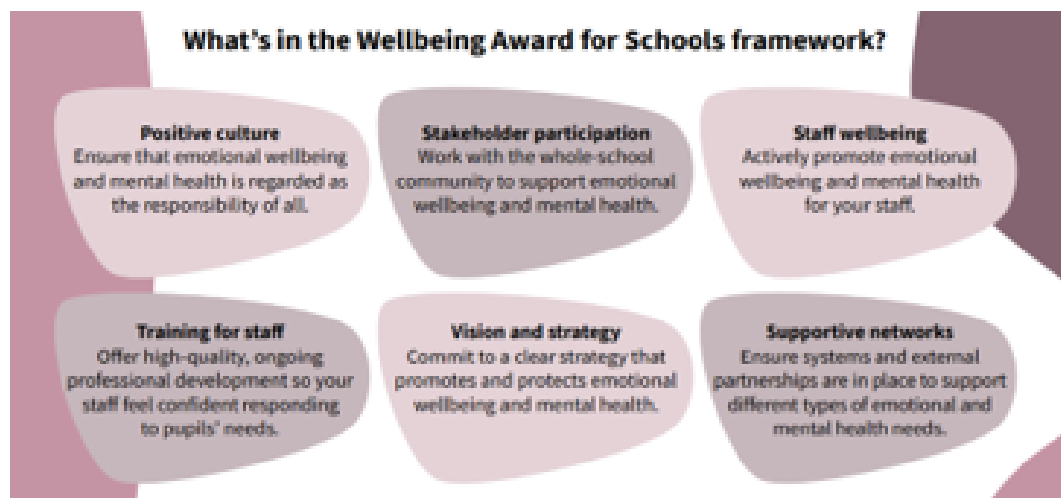 What's in the Wellbeing Award for Schools framework?
Positive culture
Ensure that emotional wellbeing
and mental health is regarded as
the responsibility of all.
Stakeholder participation
Work with the whole-school
community to support emotional
wellbeing and mental health.
Staff wellbeing
Actively promote emotional
wellbeing and mental health
for your staff.
Training for staff
Offer high-quality, ongoing
professional development so your
staff feel confident responding
to pupils' needs.
Vision and strategy
Commit to a clear strategy that
promotes and protects emotional
wellbeing and mental health.
Supportive networks
Ensure systems and external
partnerships are in place to support
different types of emotional and
mental health needs.